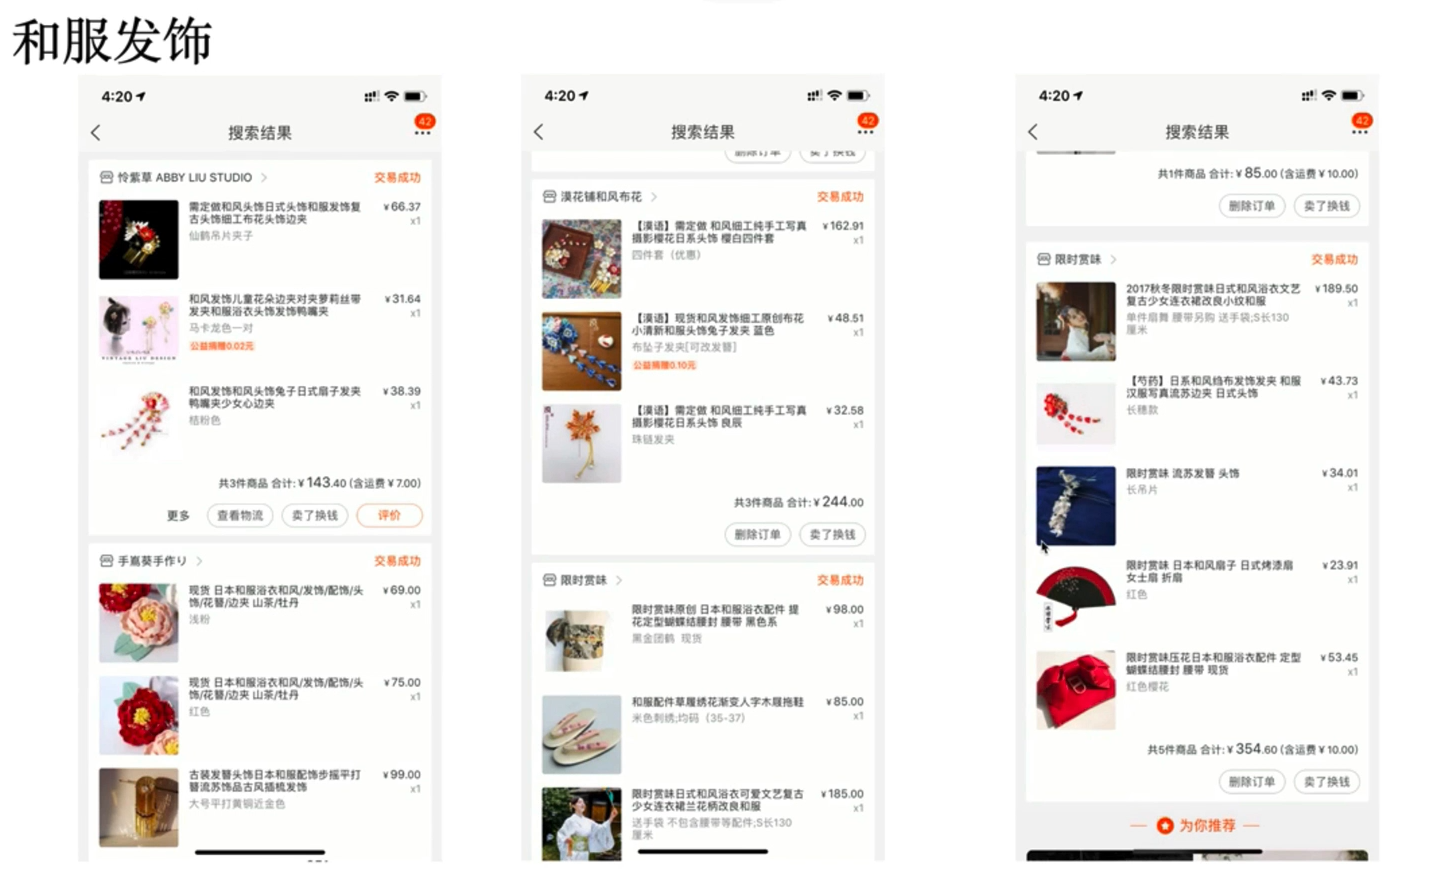 和服发饰
4:20
搜索结果
42
怜紫草 ABBY LIU STUDIO
交易成功
需定做和风头饰日式头饰和服发饰复
¥66.37
古头饰细工布花头饰边夹
x1
仙鹤吊片夹子
和风发饰儿童花朵边夹对夹萝莉丝带
¥31.64
发夹和服浴衣头饰发饰鸭嘴夹
x1
马卡龙色一对
公益捐赠0.02元
和风发饰和风头饰兔子日式扇子发夹
¥38.39
鸭嘴夹少女心边夹
x1
桔粉色
共3件商品 合计:¥143.40 (含运费¥7.00)
更多
查看物流
卖了换钱
评价
手嶌葵手作り
交易成功
现货 日本和服浴衣和风/发饰/配饰/头
¥69.00
饰/花簪/边夹 山茶/牡丹
x1
浅粉
现货 日本和服浴衣和风/发饰/配饰/头
¥75.00
饰/花簪/边夹 山茶/牡丹
x1
红色
古装发簪头饰日本和服配饰步摇平打
¥99.00
簪流苏饰品古风插梳发饰
x1
大号平打黄铜近金色
4:20
搜索结果
42
删除订单
卖了换钱
漠花铺和风布花
交易成功
【漠语】需定做 和风细工纯手工写真
¥162.91
摄影樱花日系头饰 樱白四件套
x1
四件套（优惠）
【漠语】现货和风发饰细工原创布花
¥48.51
小清新和服头饰兔子发夹 蓝色
x1
布坠子发夹[可改发簪]
公益捐赠0.10元
【漠语】需定做 和风细工纯手工写真
¥32.58
摄影樱花日系头饰 良辰
x1
珠链发夹
共3件商品 合计:¥244.00
删除订单
卖了换钱
限时赏味
交易成功
限时赏味原创 日本和服浴衣配件 提
¥98.00
花定型蝴蝶结腰封 腰带 黑色系
x1
黑金团鹤 现货
和服配件草履绣花渐变人字木屐拖鞋
¥85.00
米色刺绣;均码（35-37）
x1
限时赏味日式和风浴衣可爱文艺复古
¥185.00
少女连衣裙兰花柄改良和服
x1
送手袋 不包含腰带等配件;S长130
厘米
4:20
搜索结果
42
共1件商品 合计:¥85.00 (含运费¥10.00)
删除订单
卖了换钱
限时赏味
交易成功
2017秋冬限时赏味日式和风浴衣文艺
¥189.50
复古少女连衣裙改良小纹和服
x1
单件扇舞 腰带另购 送手袋;S长130
厘米
【芍药】日系和风绉布发饰发夹 和服
¥43.73
汉服写真流苏边夹 日式头饰
x1
长穗款
限时赏味 流苏发簪 头饰
¥34.01
长吊片
x1
限时赏味 日本和风扇子 日式烤漆扇
¥23.91
女士扇 折扇
x1
红色
限时赏味压花日本和服浴衣配件 定型
¥53.45
蝴蝶结腰封 腰带 现货
x1
红色樱花
共5件商品 合计:¥354.60 (含运费¥10.00)
删除订单
卖了换钱
为你推荐